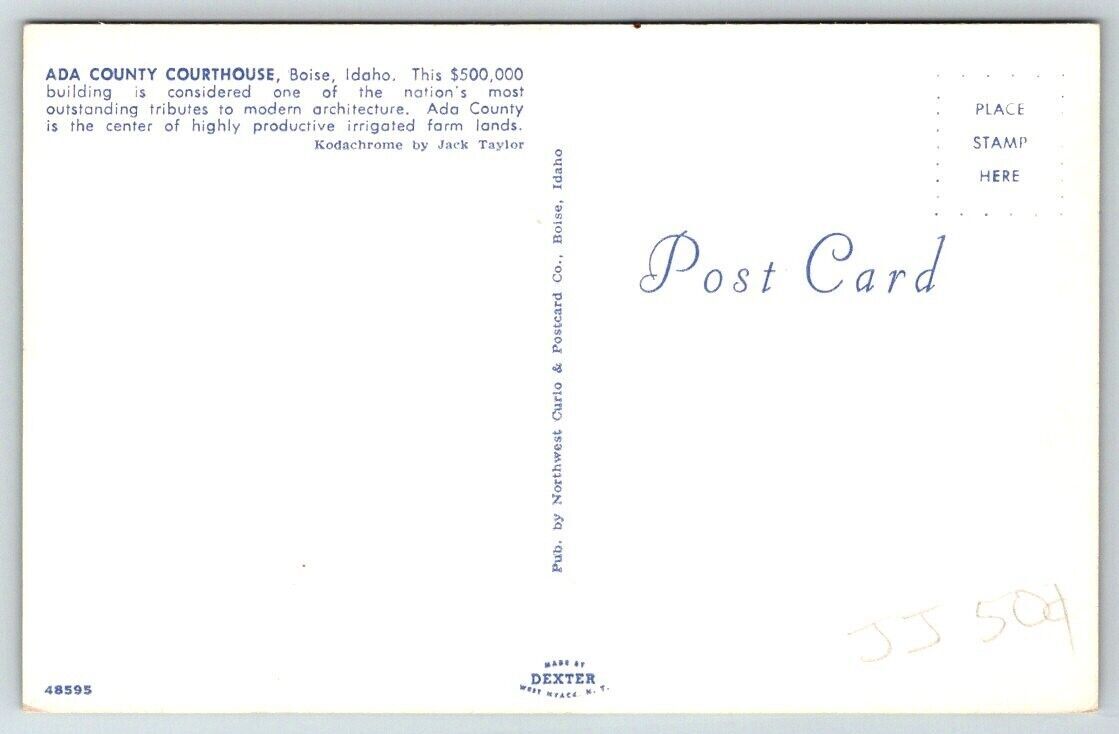 ADA COUNTY COURTHOUSE, Boise, Idaho. This $500,000
building is considered one of the nation's most
outstanding tributes to modern architecture. Ada County
is the center of highly productive irrigated farm lands.
Kodachrome by Jack Taylor
Pub. by Northwest Curio & Postcard Co., Boise, Idaho
PLACE
STAMP
HERE
Post Card
JJ 50¢
48595
MADE BY
DEXTER
WEST NYACK, N. Y.